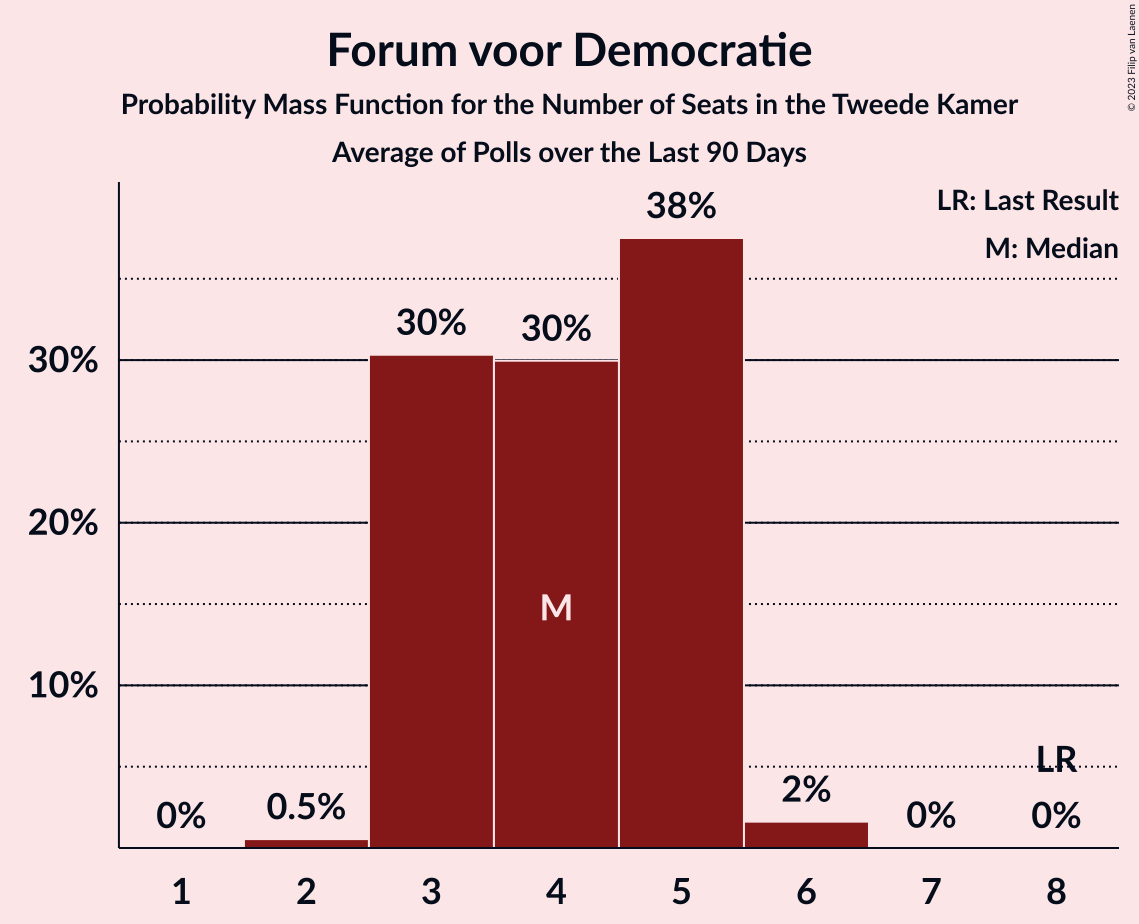 Forum voor Democratie
Probability Mass Function for the Number of Seats in the Tweede Kamer
Average of Polls over the Last 90 Days
© 2023 Filip van Laenen
LR: Last Result
M: Median
38%
30%
30%
30%
20%
M
10%
LR
0%
0.5%
2%
0%
0%
1 2 3 4 5 6 7 8